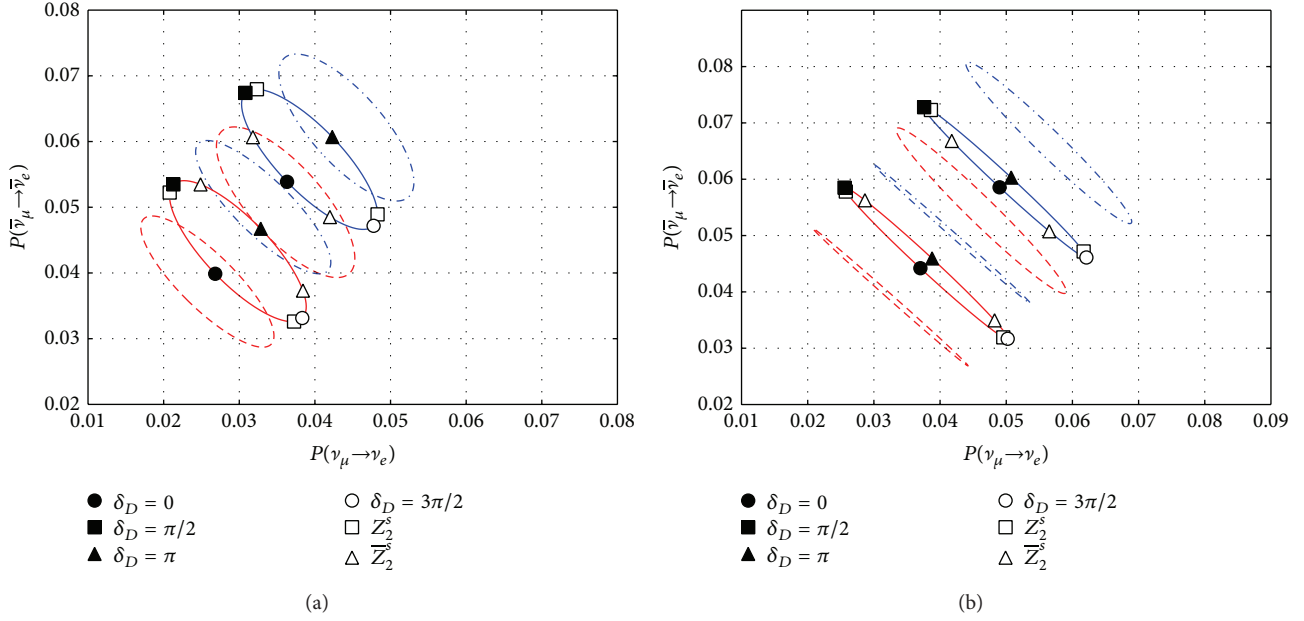 0.08
0.07
0.06
0.05
0.04
0.03
0.02
P(ν̅μ→ν̅e)
0.01 0.02 0.03 0.04 0.05 0.06 0.07 0.08
P(νμ→νe)
δD = 0
δD = π/2
δD = π
δD = 3π/2
Z₂ˢ
Z̅₂ˢ
(a)
0.08
0.07
0.06
0.05
0.04
0.03
0.02
P(ν̅μ→ν̅e)
0.01 0.02 0.03 0.04 0.05 0.06 0.07 0.08 0.09
P(νμ→νe)
δD = 0
δD = π/2
δD = π
δD = 3π/2
Z₂ˢ
Z̅₂ˢ
(b)